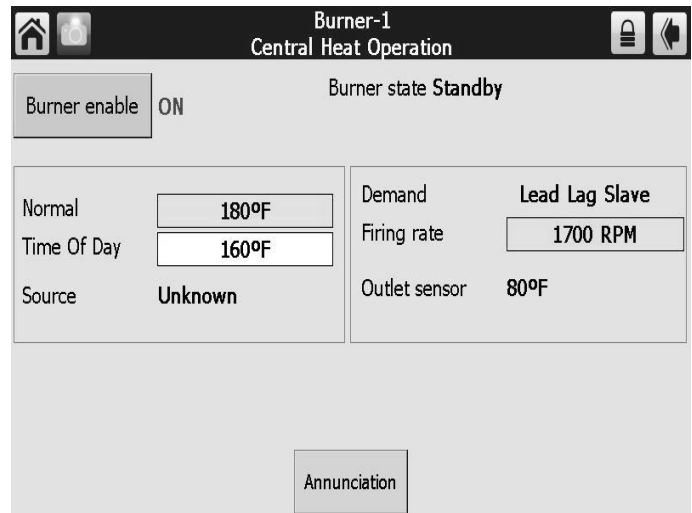 Burner-1
Central Heat Operation
Burner enable ON
Burner state Standby
Normal 180ºF
Time Of Day 160ºF
Source Unknown
Demand Lead Lag Slave
Firing rate 1700 RPM
Outlet sensor 80ºF
Annunciation